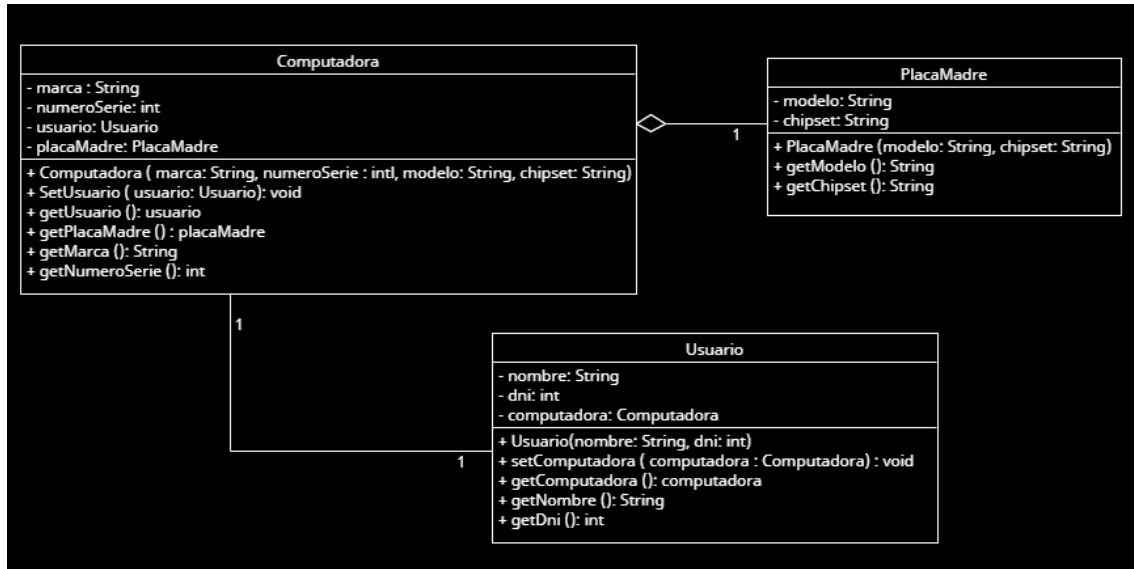 Computadora
- marca : String
- numeroSerie: int
- usuario: Usuario
- placaMadre: PlacaMadre
+ Computadora ( marca: String, numeroSerie : intl, modelo: String, chipset: String)
+ SetUsuario ( usuario: Usuario): void
+ getUsuario (): usuario
+ getPlacaMadre () : placaMadre
+ getMarca (): String
+ getNumeroSerie (): int
1
PlacaMadre
- modelo: String
- chipset: String
+ PlacaMadre (modelo: String, chipset: String)
+ getModelo (): String
+ getChipset (): String
1
1
Usuario
- nombre: String
- dni: int
- computadora: Computadora
+ Usuario(nombre: String, dni: int)
+ setComputadora ( computadora : Computadora) : void
+ getComputadora (): computadora
+ getNombre (): String
+ getDni (): int